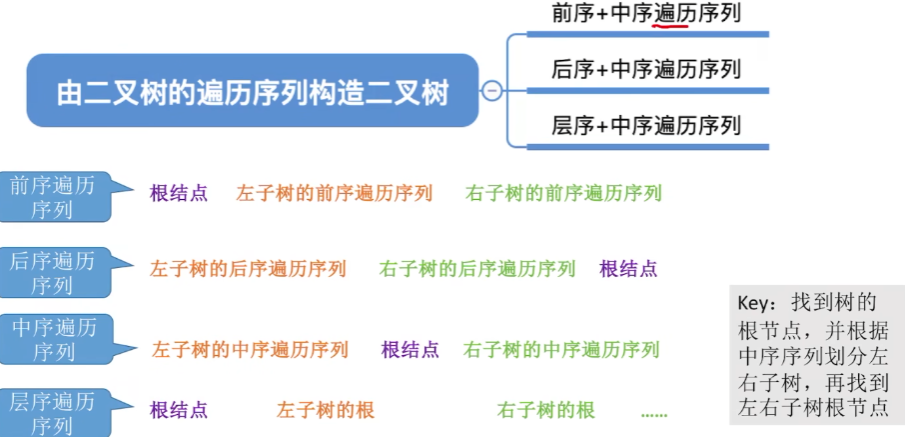 前序+中序遍历序列
由二叉树的遍历序列构造二叉树
后序+中序遍历序列
层序+中序遍历序列
前序遍历
序列
根结点 左子树的前序遍历序列 右子树的前序遍历序列
后序遍历
序列
左子树的后序遍历序列 右子树的后序遍历序列 根结点
中序遍历
序列
左子树的中序遍历序列 根结点 右子树的中序遍历序列
层序遍历
序列
根结点 左子树的根 右子树的根 ……
Key：找到树的
根节点，并根据
中序序列划分左
右子树，再找到
左右子树根节点